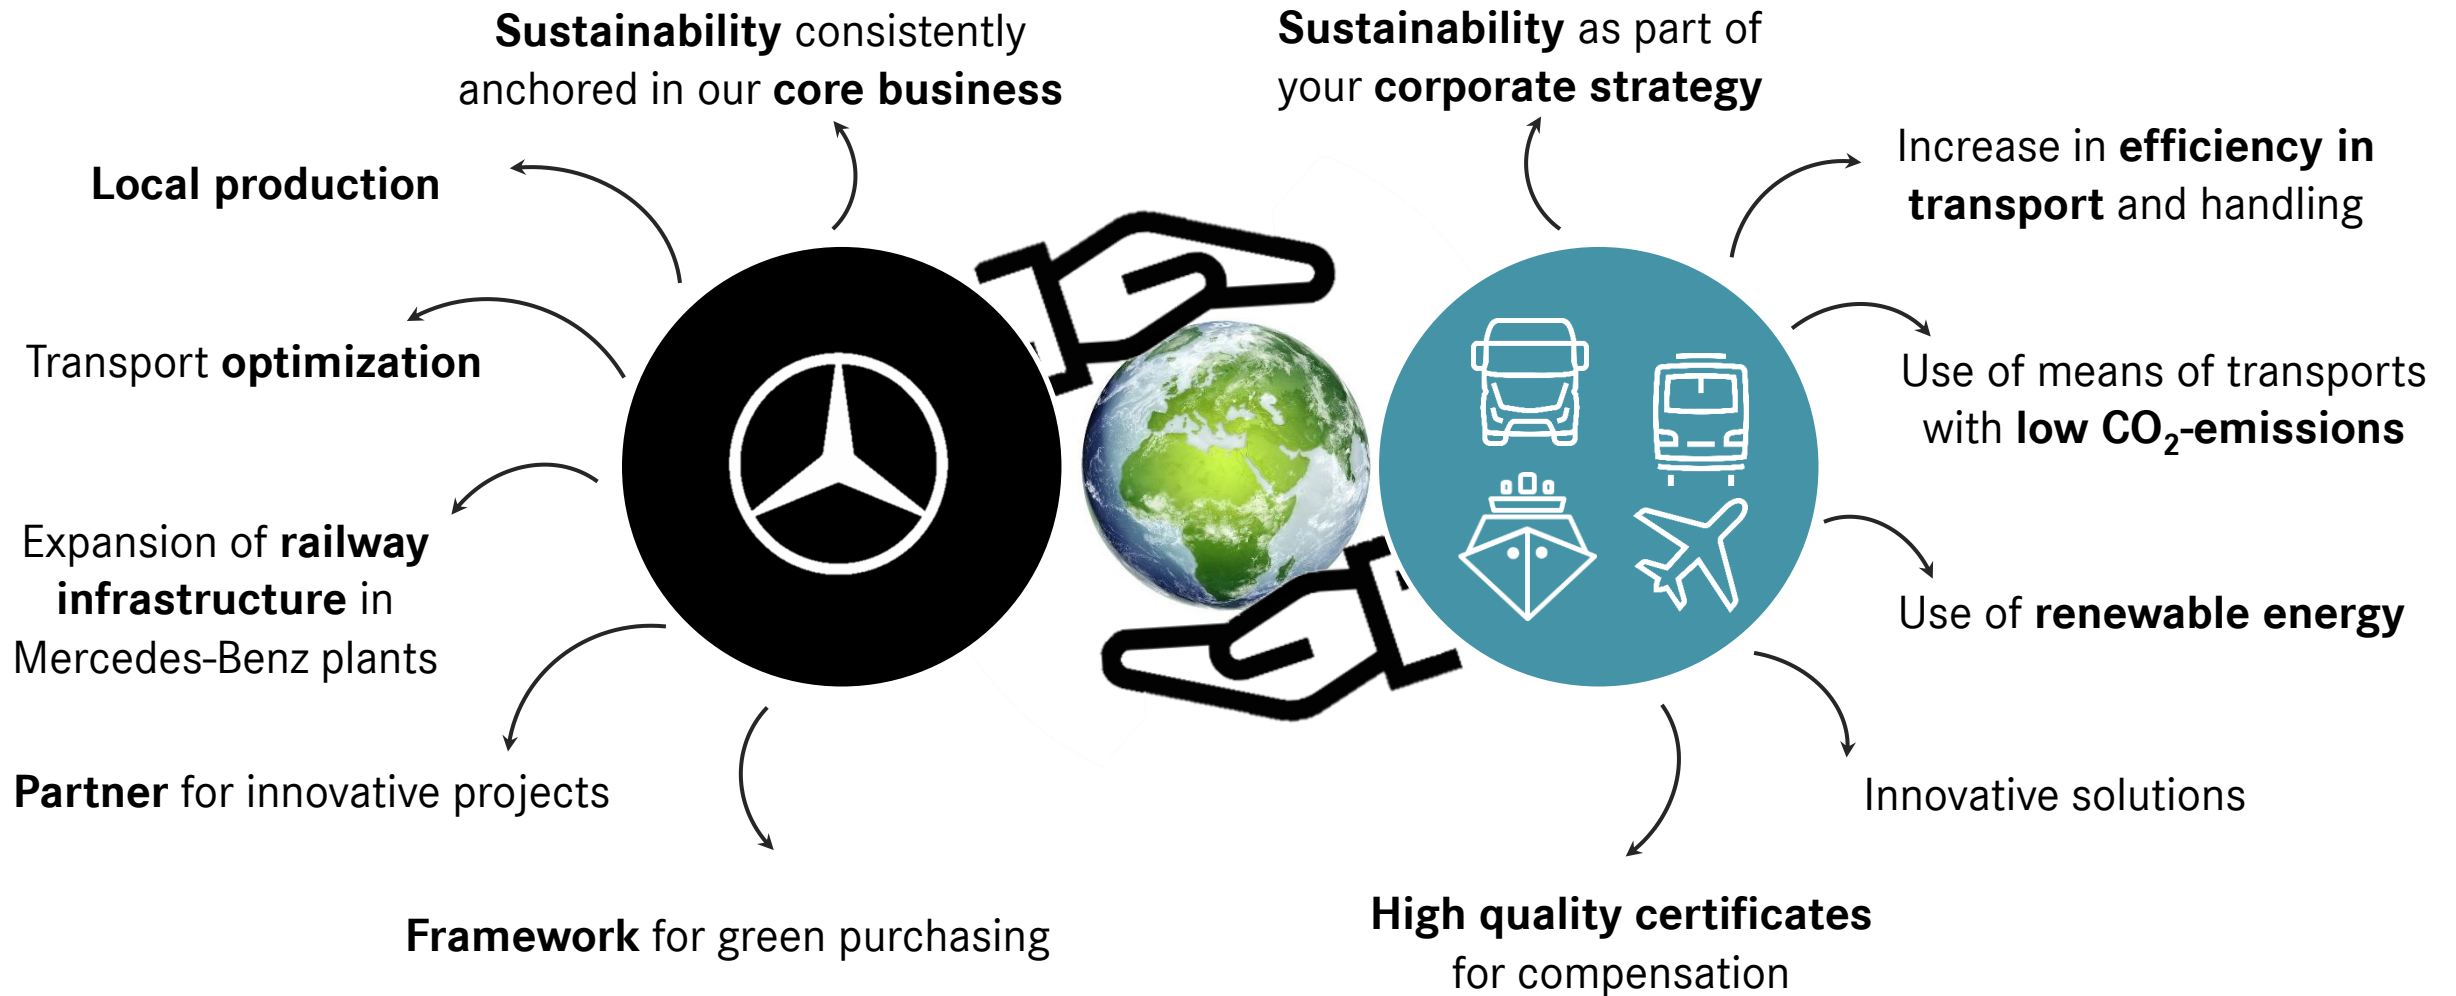 Sustainability consistently
anchored in our core business
Local production
Transport optimization
Expansion of railway
infrastructure in
Mercedes-Benz plants
Partner for innovative projects
Framework for green purchasing
Sustainability as part of
your corporate strategy
Increase in efficiency in
transport and handling
Use of means of transports
with low CO₂-emissions
Use of renewable energy
Innovative solutions
High quality certificates
for compensation